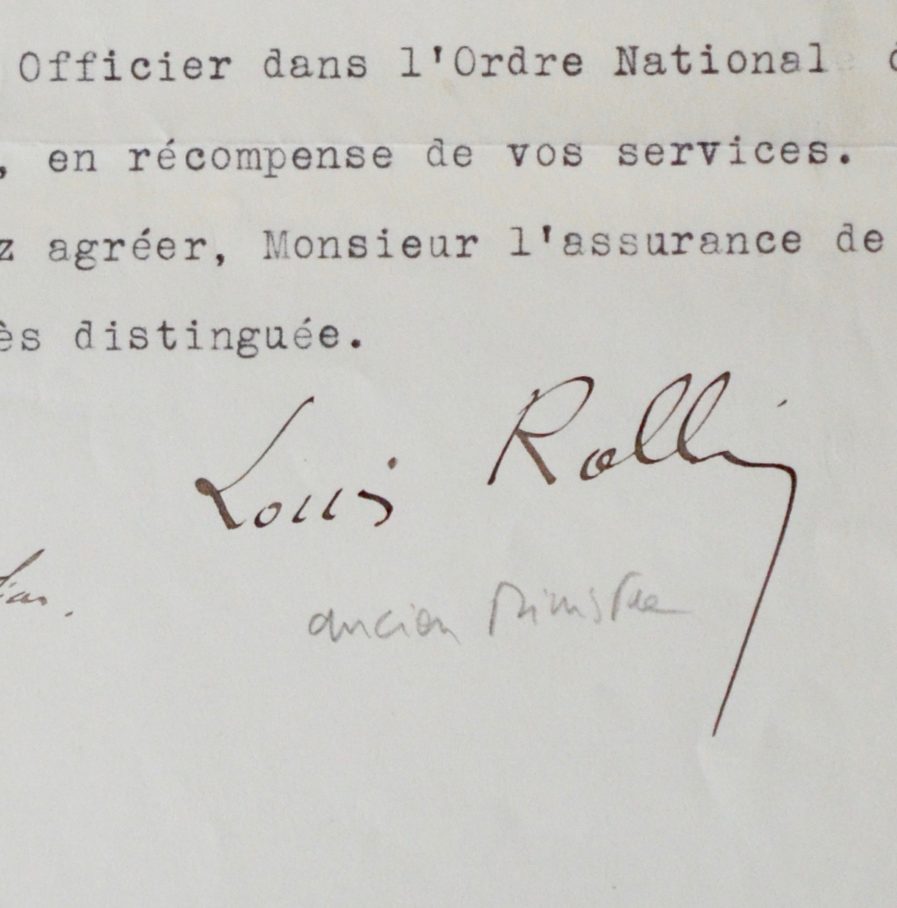 Officier dans l'Ordre National d
, en récompense de vos services.
z agréer, Monsieur l'assurance de
ès distinguée.
Louis Rollin
ancien Ministre